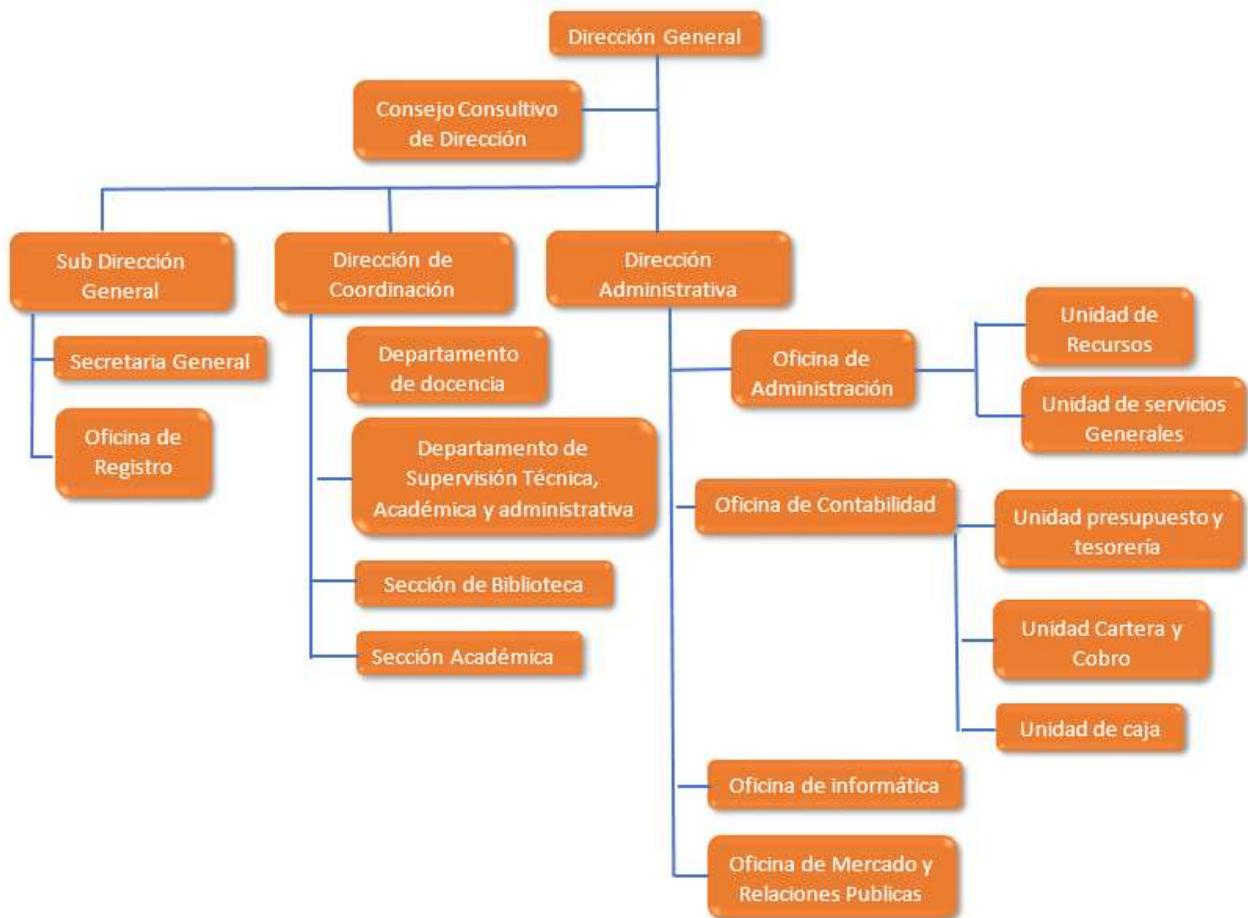 Dirección General
Consejo Consultivo
de Dirección
Sub Dirección
General
Dirección de
Coordinación
Dirección
Administrativa
Secretaria General
Oficina de
Registro
Departamento
de docencia
Departamento de
Supervisión Técnica,
Académica y administrativa
Sección de Biblioteca
Sección Académica
Oficina de
Administración
Unidad de
Recursos
Unidad de servicios
Generales
Oficina de Contabilidad
Unidad presupuesto y
tesorería
Unidad Cartera y
Cobro
Unidad de caja
Oficina de informática
Oficina de Mercado y
Relaciones Publicas